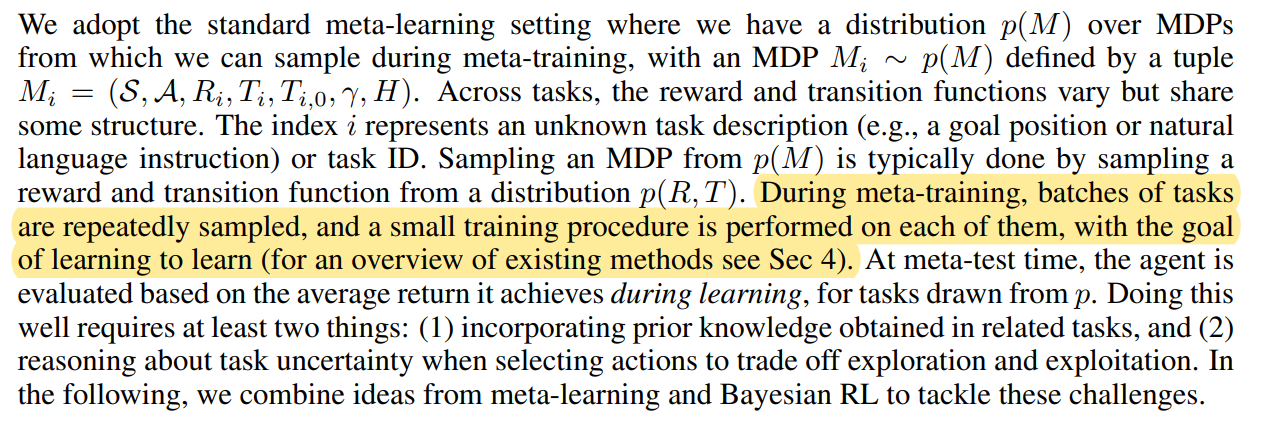 We adopt the standard meta-learning setting where we have a distribution p(M) over MDPs
from which we can sample during meta-training, with an MDP M_i ∼ p(M) defined by a tuple
M_i = (𝒮, 𝒜, R_i, T_i, T_{i,0}, γ, H). Across tasks, the reward and transition functions vary but share
some structure. The index i represents an unknown task description (e.g., a goal position or natural
language instruction) or task ID. Sampling an MDP from p(M) is typically done by sampling a
reward and transition function from a distribution p(R, T). During meta-training, batches of tasks
are repeatedly sampled, and a small training procedure is performed on each of them, with the goal
of learning to learn (for an overview of existing methods see Sec 4). At meta-test time, the agent is
evaluated based on the average return it achieves during learning, for tasks drawn from p. Doing this
well requires at least two things: (1) incorporating prior knowledge obtained in related tasks, and (2)
reasoning about task uncertainty when selecting actions to trade off exploration and exploitation. In
the following, we combine ideas from meta-learning and Bayesian RL to tackle these challenges.